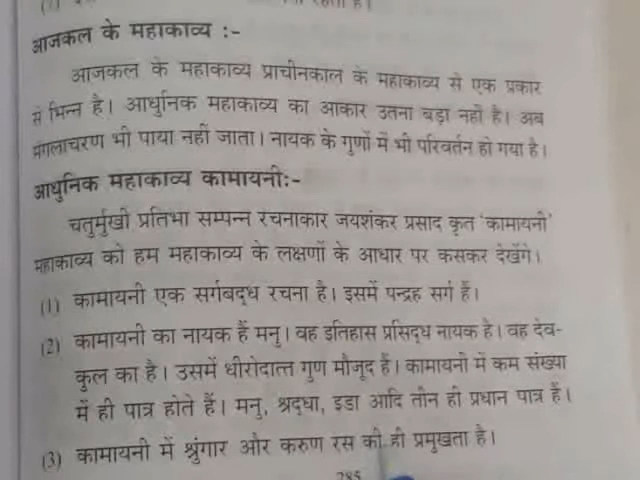 आजकल के महाकाव्य :-
आजकल के महाकाव्य प्राचीनकाल के महाकाव्य से एक प्रकार
से भिन्न है। आधुनिक महाकाव्य का आकार उतना बड़ा नहीं है। अब
मंगलाचरण भी पाया नहीं जाता। नायक के गुणों में भी परिवर्तन हो गया है।
आधुनिक महाकाव्य कामायनी:-
चतुर्मुखी प्रतिभा सम्पन्न रचनाकार जयशंकर प्रसाद कृत 'कामायनी'
महाकाव्य को हम महाकाव्य के लक्षणों के आधार पर कसकर देखेंगे।
(1) कामायनी एक सर्गबद्ध रचना है। इसमें पन्द्रह सर्ग हैं।
(2) कामायनी का नायक हैं मनु। वह इतिहास प्रसिद्ध नायक है। वह देव-
कुल का है। उसमें धीरोदात्त गुण मौजूद हैं। कामायनी में कम संख्या
में ही पात्र होते हैं। मनु, श्रद्धा, इडा आदि तीन ही प्रधान पात्र हैं।
(3) कामायनी में श्रुंगार और करुण रस की ही प्रमुखता है।
285